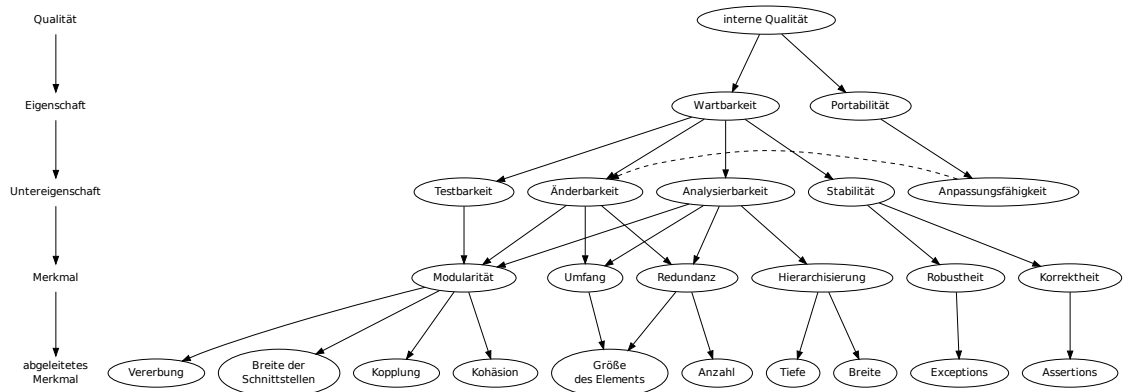 Qualität
interne Qualität
Eigenschaft
Wartbarkeit
Portabilität
Untereigenschaft
Testbarkeit
Änderbarkeit
Analysierbarkeit
Stabilität
Anpassungsfähigkeit
Merkmal
Modularität
Umfang
Redundanz
Hierarchisierung
Robustheit
Korrektheit
abgeleitetes
Merkmal
Vererbung
Breite der
Schnittstellen
Kopplung
Kohäsion
Größe
des Elements
Anzahl
Tiefe
Breite
Exceptions
Assertions